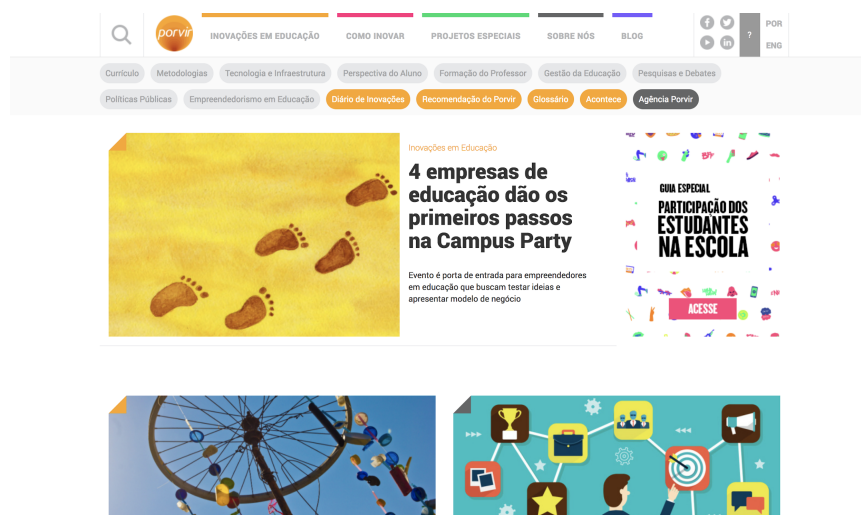 porvir
INOVAÇÕES EM EDUCAÇÃO
COMO INOVAR
PROJETOS ESPECIAIS
SOBRE NÓS
BLOG
?
POR
ENG
Currículo
Metodologias
Tecnologia e Infraestrutura
Perspectiva do Aluno
Formação do Professor
Gestão da Educação
Pesquisas e Debates
Políticas Públicas
Empreendedorismo em Educação
Diário de Inovações
Recomendação do Porvir
Glossário
Acontece
Agência Porvir
Inovações em Educação
4 empresas de
educação dão os
primeiros passos
na Campus Party
Evento é porta de entrada para empreendedores
em educação que buscam testar ideias e
apresentar modelo de negócio
GUIA ESPECIAL
PARTICIPAÇÃO DOS
ESTUDANTES
NA ESCOLA
ACESSE